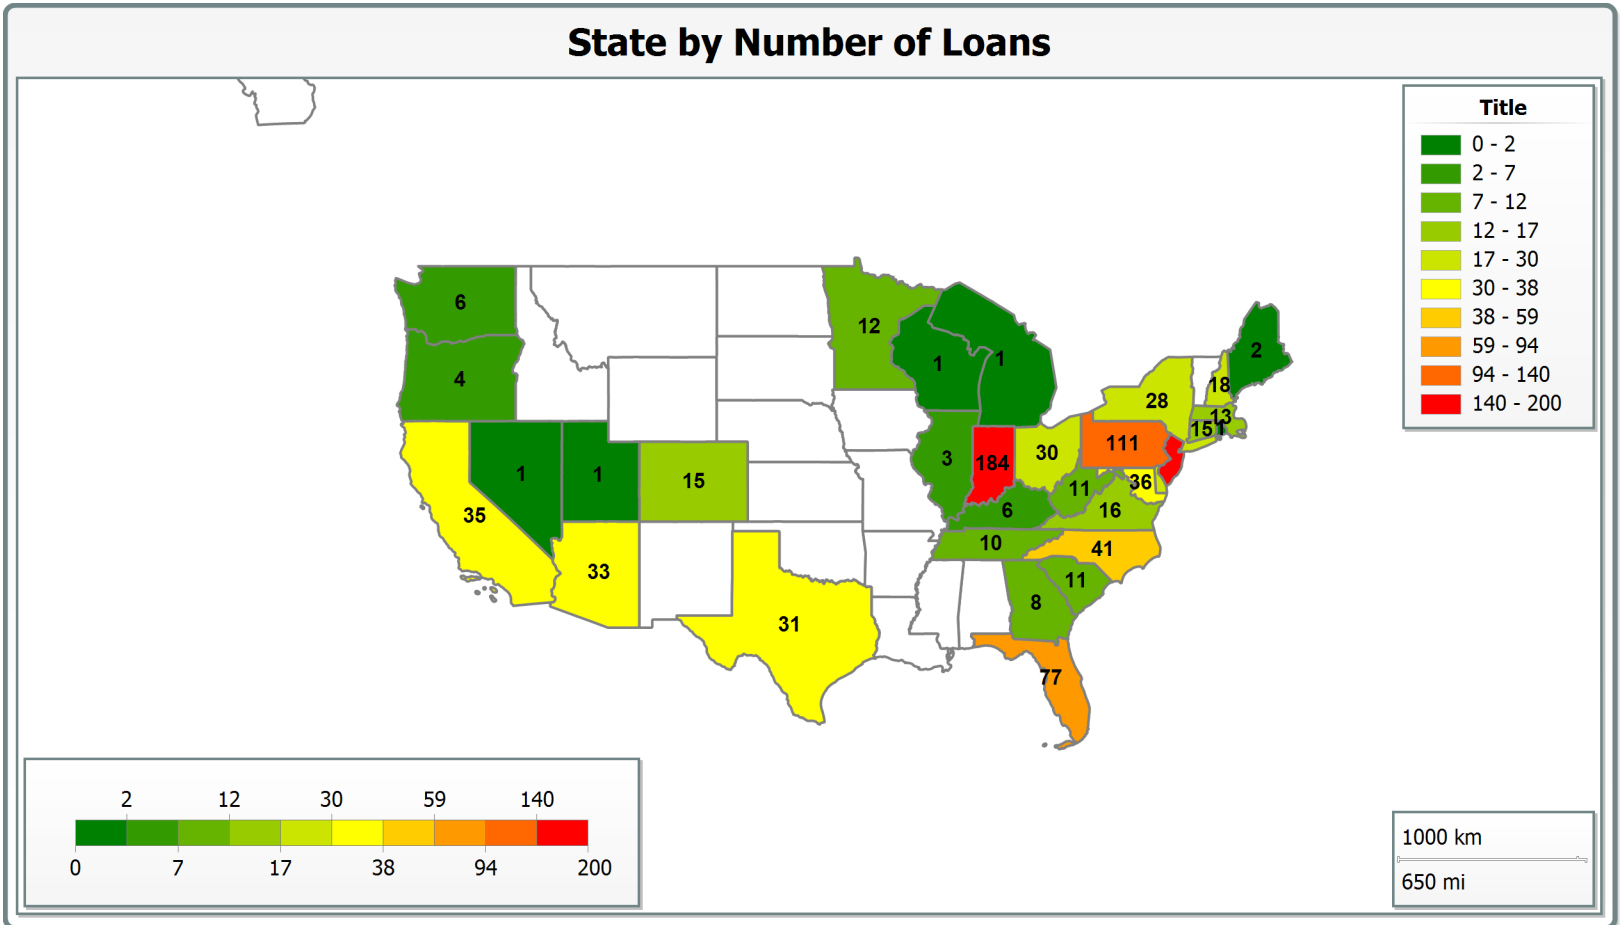 State by Number of Loans
Title
0 - 2
2 - 7
7 - 12
12 - 17
17 - 30
30 - 38
38 - 59
59 - 94
94 - 140
140 - 200
6
12
1
1
2
4
18
28
13
15
1
111
30
3
184
36
1
1
15
11
35
6
16
10
41
33
11
8
31
77
2 12 30 59 140
0 7 17 38 94 200
1000 km
650 mi